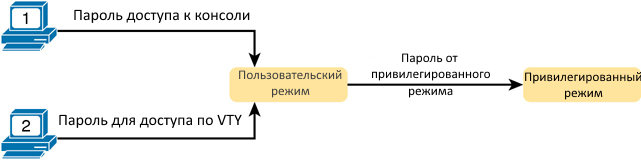 1
Пароль доступа к консоли
Пользовательский
режим
Пароль от
привилегированного
режима
Привилегированный
режим
2
Пароль для доступа по VTY